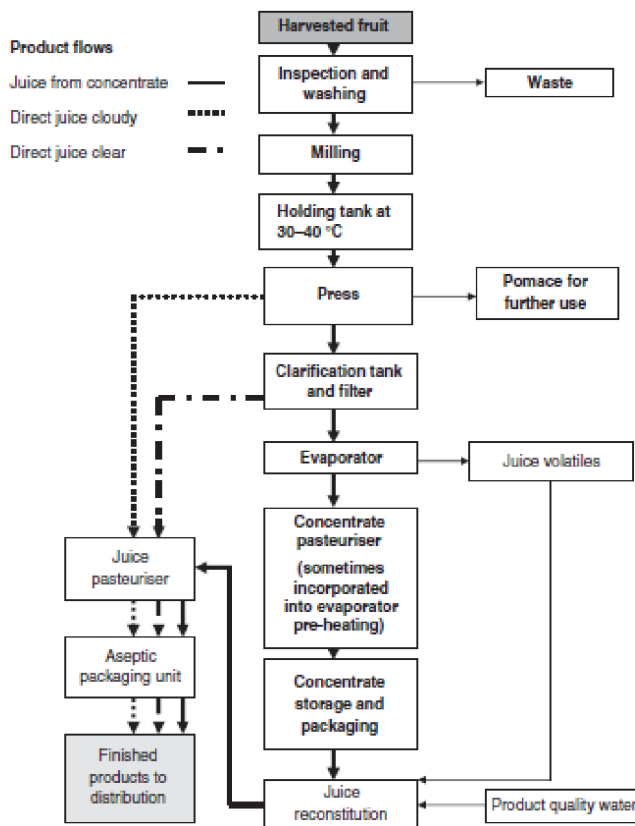 Harvested fruit
Product flows
Juice from concentrate
Direct juice cloudy
Direct juice clear
Inspection and
washing
Waste
Milling
Holding tank at
30–40 °C
Press
Pomace for
further use
Clarification tank
and filter
Evaporator
Juice volatiles
Concentrate
pasteuriser
(sometimes
incorporated
into evaporator
pre-heating)
Juice
pasteuriser
Aseptic
packaging unit
Concentrate
storage and
packaging
Finished
products to
distribution
Juice
reconstitution
Product quality water